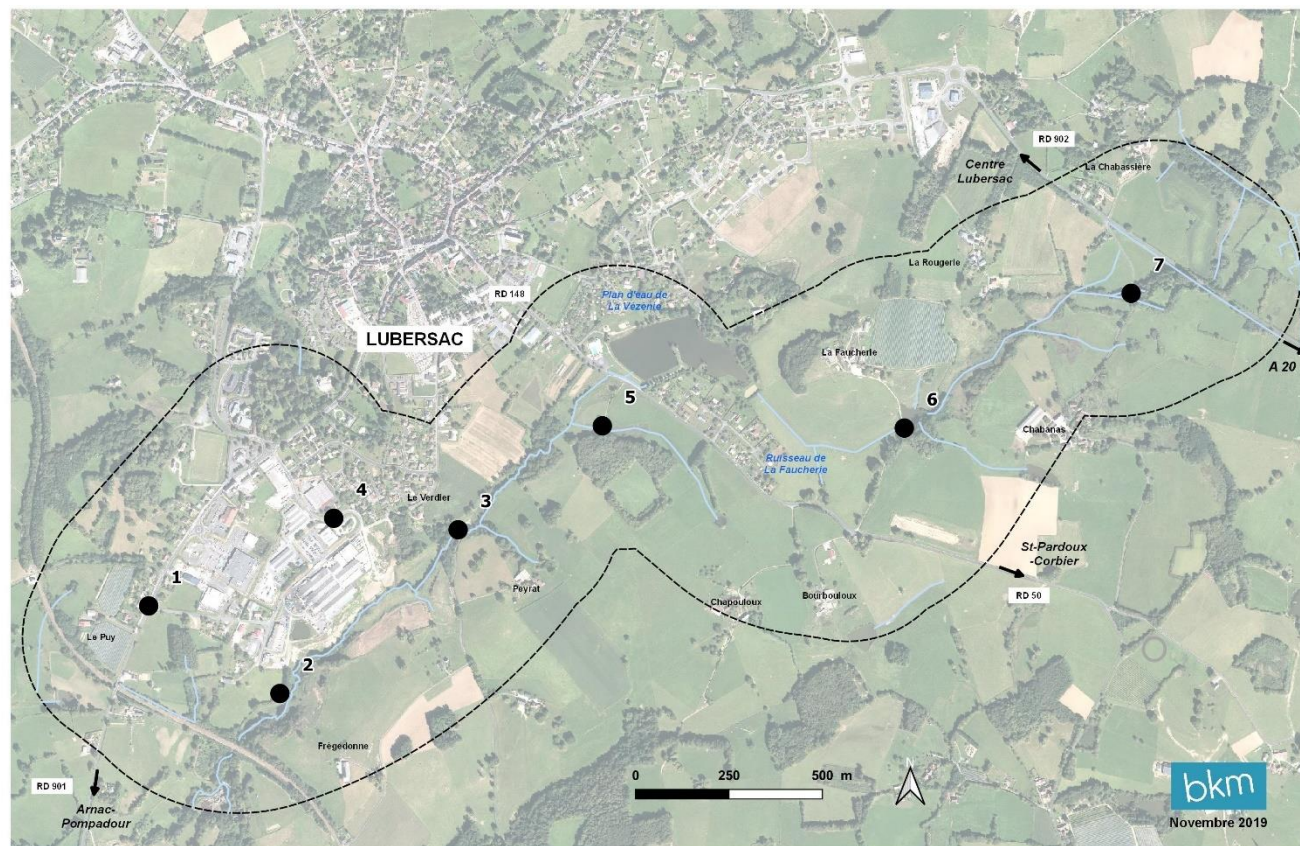 RD 902
Centre
Lubersac
La Chabassière
La Rougerie
7
RD 148
Plan d'eau de
La Vézénie
LUBERSAC
La Faucherie
A 20
5
6
Chabanas
Ruisseau de
La Faucherie
4
Le Verdier
3
St-Pardoux
-Corbier
1
Peyrat
RD 50
Chapouloux
Bourbouloux
Le Puy
2
Frégedonne
RD 901
Arnac-
Pompadour
0 250 500 m
N
bkm
Novembre 2019